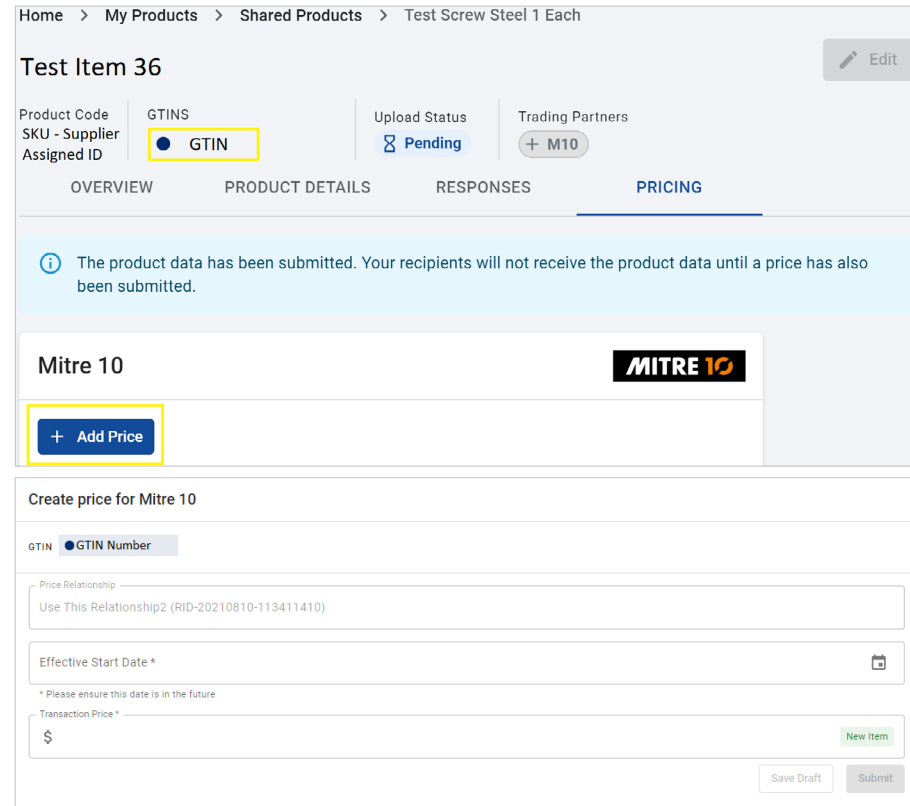 Home > My Products > Shared Products > Test Screw Steel 1 Each
Test Item 36
Edit
Product Code
SKU - Supplier
Assigned ID
GTINS
GTIN
Upload Status
Pending
Trading Partners
+ M10
OVERVIEW PRODUCT DETAILS RESPONSES PRICING
The product data has been submitted. Your recipients will not receive the product data until a price has also
been submitted.
Mitre 10
MITRE 10
+ Add Price
Create price for Mitre 10
GTIN GTIN Number
Price Relationship
Use This Relationship2 (RID-20210810-113411410)
Effective Start Date *
* Please ensure this date is in the future
Transaction Price *
$
New Item
Save Draft Submit